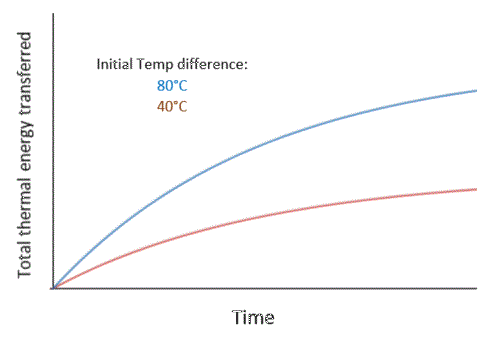 Total thermal energy transferred
Initial Temp difference:
80°C
40°C
Time